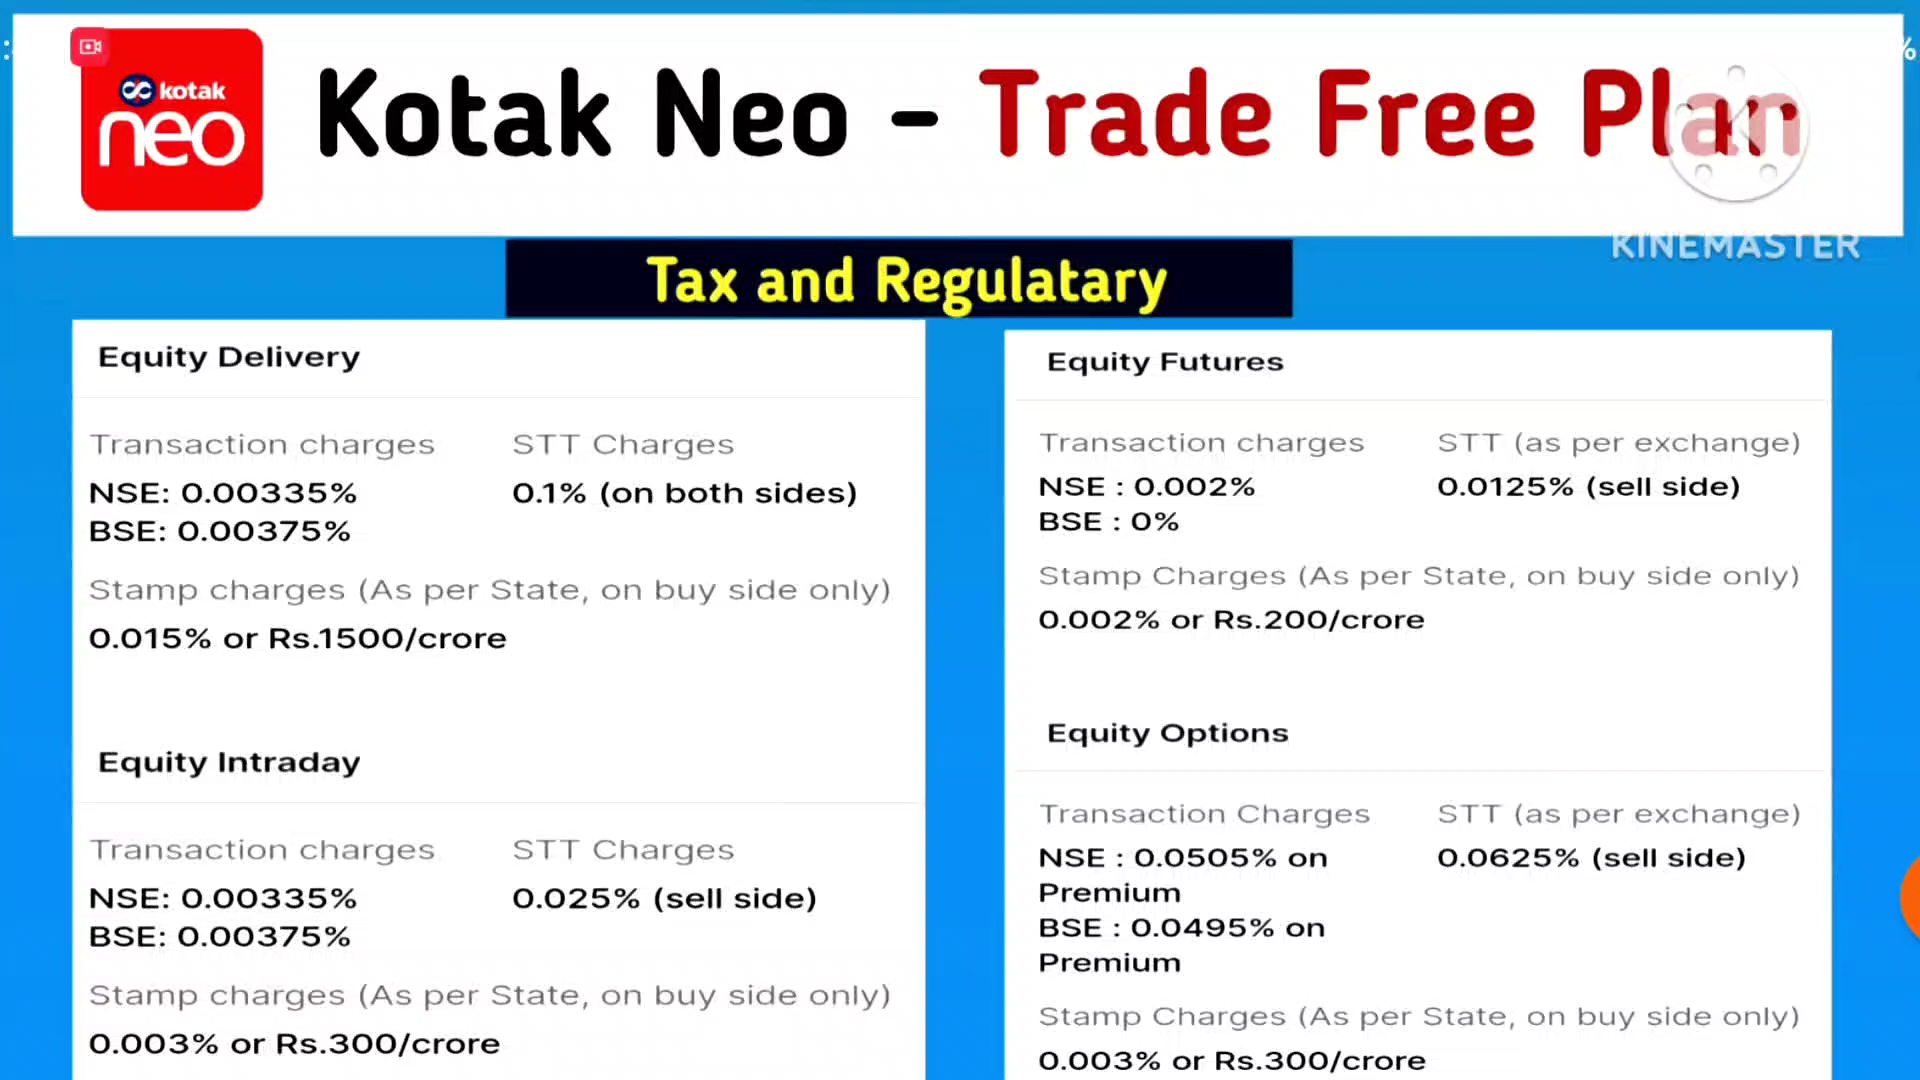 kotak
neo
Kotak Neo - Trade Free Plan
%
KINEMASTER
Tax and Regulatary
Equity Delivery
Transaction charges STT Charges
NSE: 0.00335% 0.1% (on both sides)
BSE: 0.00375%
Stamp charges (As per State, on buy side only)
0.015% or Rs.1500/crore
Equity Intraday
Transaction charges STT Charges
NSE: 0.00335% 0.025% (sell side)
BSE: 0.00375%
Stamp charges (As per State, on buy side only)
0.003% or Rs.300/crore
Equity Futures
Transaction charges STT (as per exchange)
NSE : 0.002% 0.0125% (sell side)
BSE : 0%
Stamp Charges (As per State, on buy side only)
0.002% or Rs.200/crore
Equity Options
Transaction Charges STT (as per exchange)
NSE : 0.0505% on 0.0625% (sell side)
Premium
BSE : 0.0495% on
Premium
Stamp Charges (As per State, on buy side only)
0.003% or Rs.300/crore